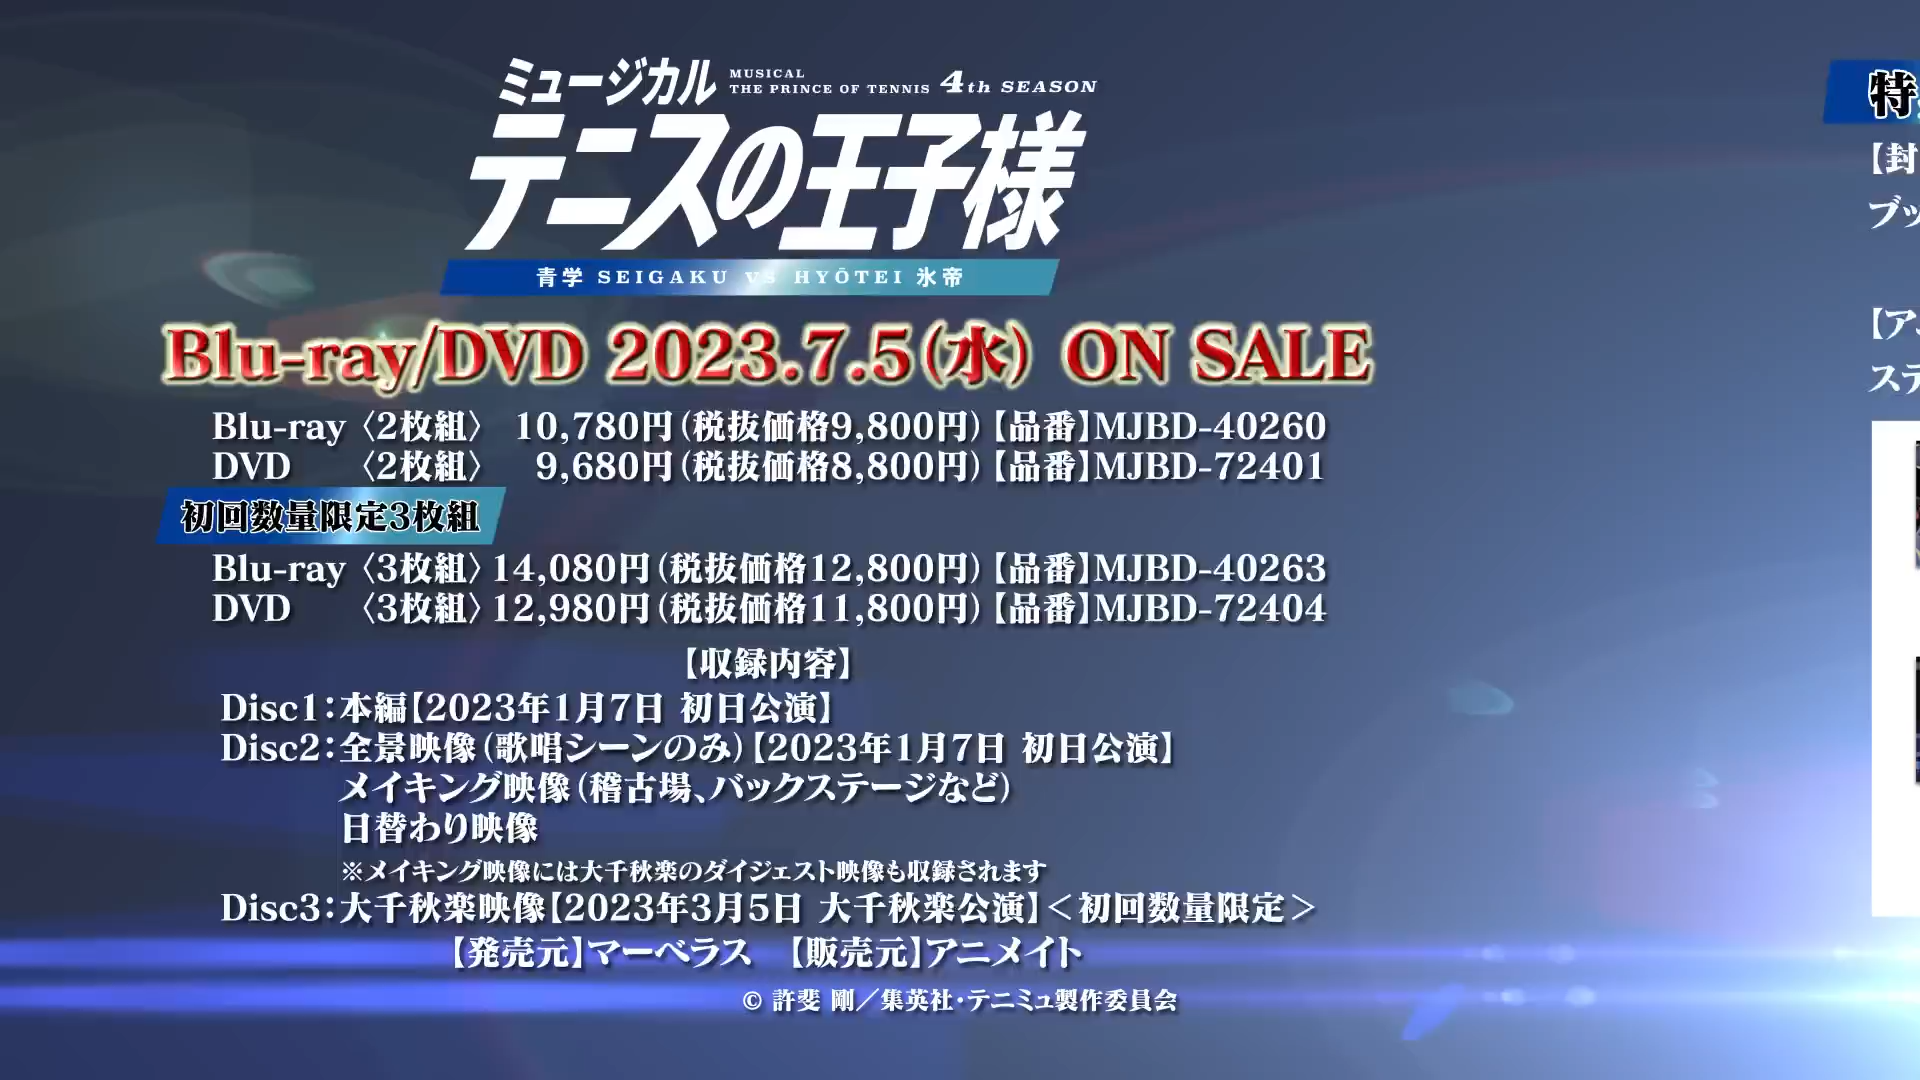 ミュージカル
MUSICAL
THE PRINCE OF TENNIS 4th SEASON
テニスの王子様
青学 SEIGAKU vs HYŌTEI 氷帝
Blu-ray/DVD 2023.7.5(水) ON SALE
Blu-ray〈2枚組〉 10,780円(税抜価格9,800円)【品番】MJBD-40260
DVD 〈2枚組〉 9,680円(税抜価格8,800円)【品番】MJBD-72401
初回数量限定3枚組
Blu-ray〈3枚組〉14,080円(税抜価格12,800円)【品番】MJBD-40263
DVD 〈3枚組〉12,980円(税抜価格11,800円)【品番】MJBD-72404
【収録内容】
Disc1：本編【2023年1月7日 初日公演】
Disc2：全景映像(歌唱シーンのみ)【2023年1月7日 初日公演】
メイキング映像(稽古場、バックステージなど)
日替わり映像
※メイキング映像には大千秋楽のダイジェスト映像も収録されます
Disc3：大千秋楽映像【2023年3月5日 大千秋楽公演】＜初回数量限定＞
【発売元】マーベラス 【販売元】アニメイト
© 許斐 剛／集英社・テニミュ製作委員会
特
【封
ブッ
【ア
ステ